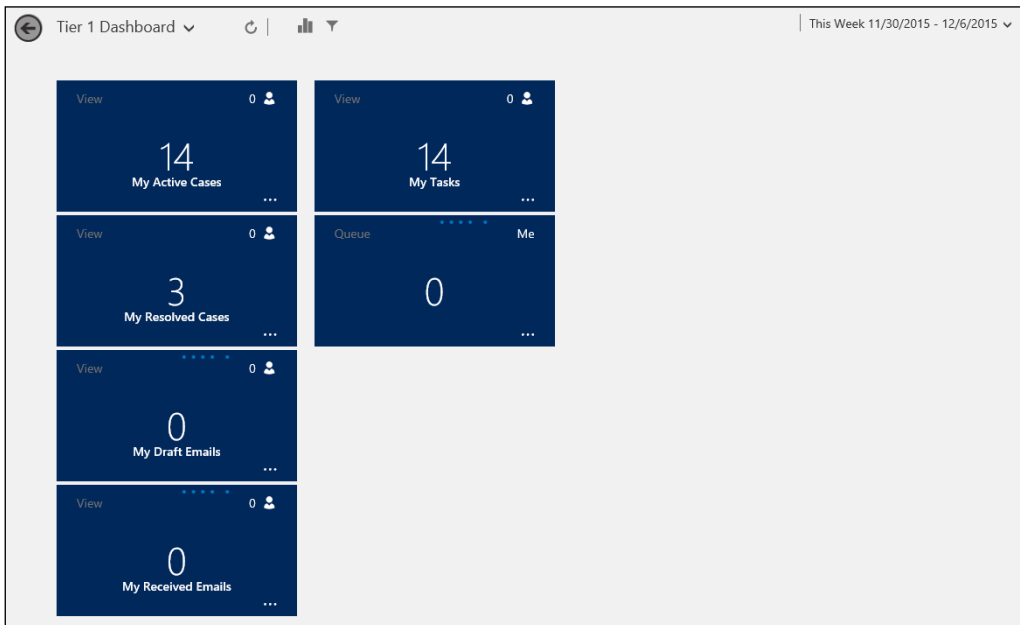 Tier 1 Dashboard
This Week 11/30/2015 - 12/6/2015
View 0
14
My Active Cases
...
View 0
14
My Tasks
...
View 0
3
My Resolved Cases
...
Queue Me
0
...
View 0
0
My Draft Emails
...
View 0
0
My Received Emails
...